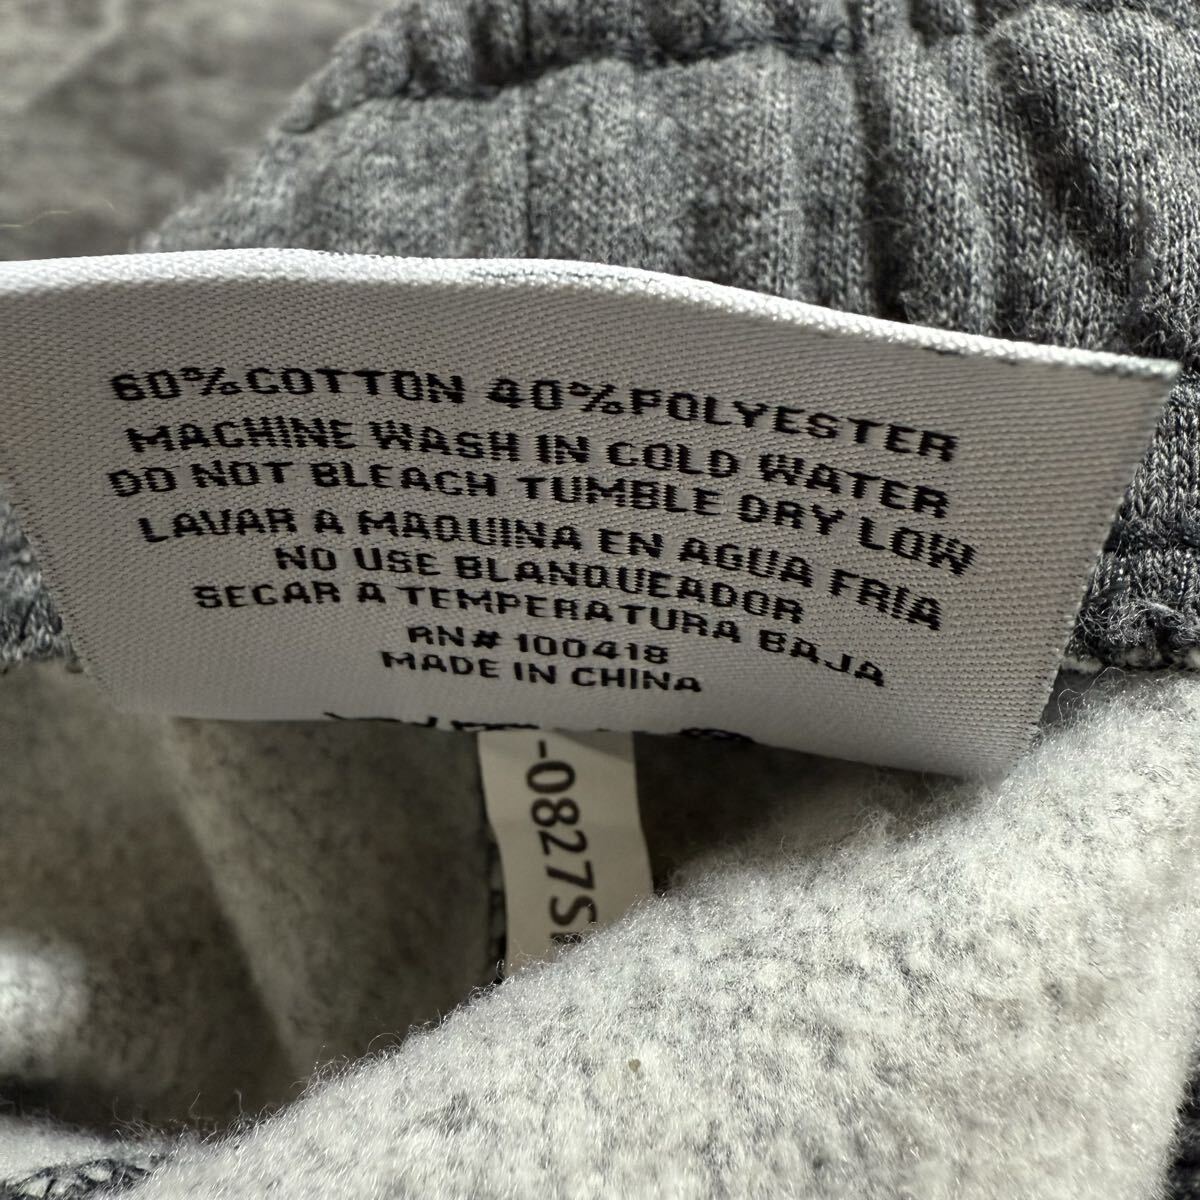 60%COTTON 40%POLYESTER
MACHINE WASH IN COLD WATER
DO NOT BLEACH TUMBLE DRY LOW
LAVAR A MAQUINA EN AGUA FRIA
NO USE BLANQUEADOR
SECAR A TEMPERATURA BAJA
RN# 100418
MADE IN CHINA
-0827S